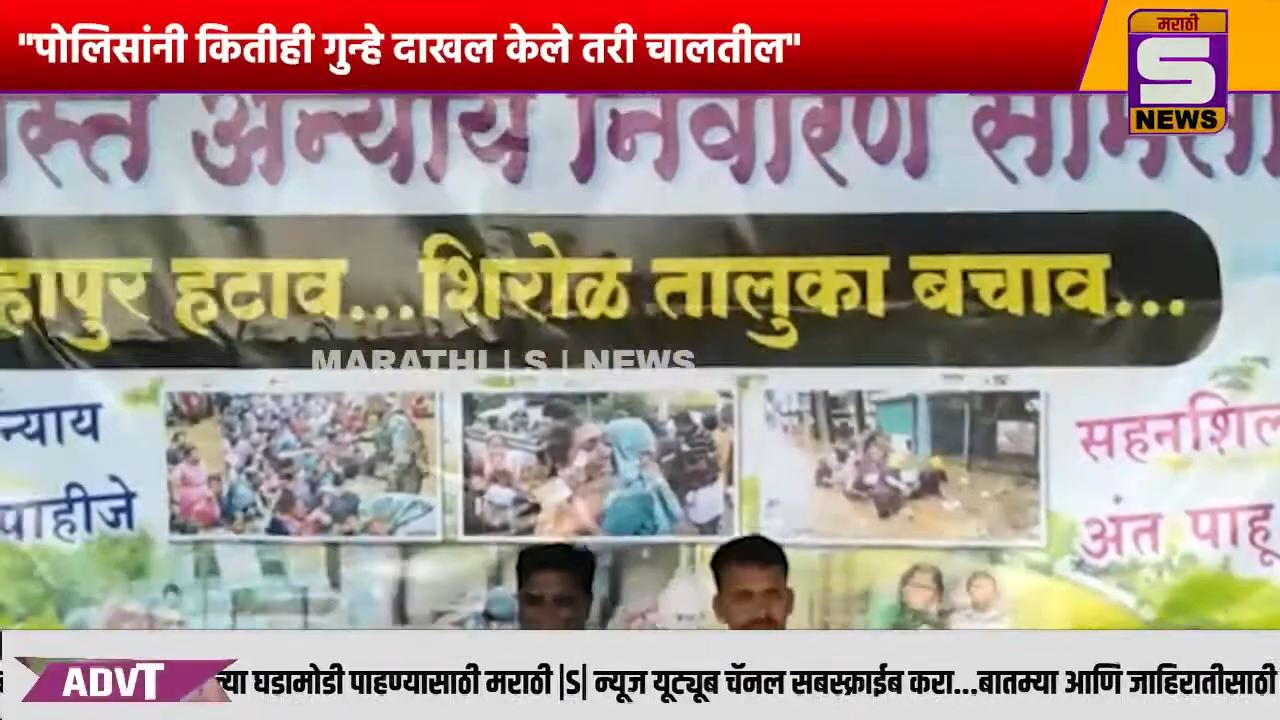 "पोलिसांनी कितीही गुन्हे दाखल केले तरी चालतील"
मराठी
S
NEWS
अन्याय निवारण
हटाव...शिरोळ तालुका बचाव...
MARATHI | S | NEWS
न्याय
पाहीजे
अंत पाहू
ADVT
घडामोडी पाहण्यासाठी मराठी |S| न्यूज यूट्यूब चॅनल सबस्क्राईब करा...बातम्या आणि जाहिरातीसाठी